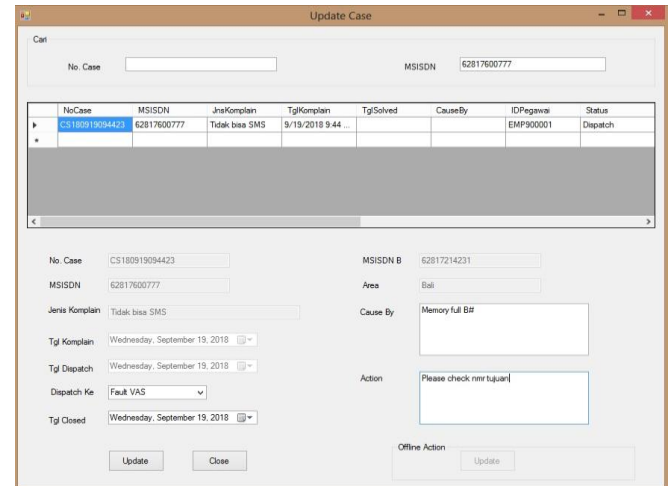 Update Case
Cari
No. Case
MSISDN 62817600777
NoCase MSISDN JnsKomplain TglKomplain TglSolved CauseBy IDPegawai Status
CS180919094423 62817600777 Tidak bisa SMS 9/19/2018 9:44 ... EMP900001 Dispatch
No. Case CS180919094423 MSISDN B 62817214231
MSISDN 62817600777 Area Bali
Jenis Komplain Tidak bisa SMS Cause By Memory full B#
Tgl Komplain Wednesday, September 19, 2018
Tgl Dispatch Wednesday, September 19, 2018
Action Please check nmr tujuan
Dispatch Ke Fault VAS
Tgl Closed Wednesday, September 19, 2018
Offline Action
Update Close Update